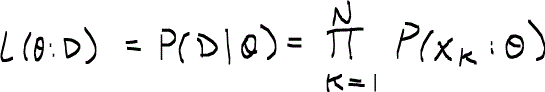 L(θ:D) = P(D|θ) = ∏_{K=1}^{N} P(x_K:θ)